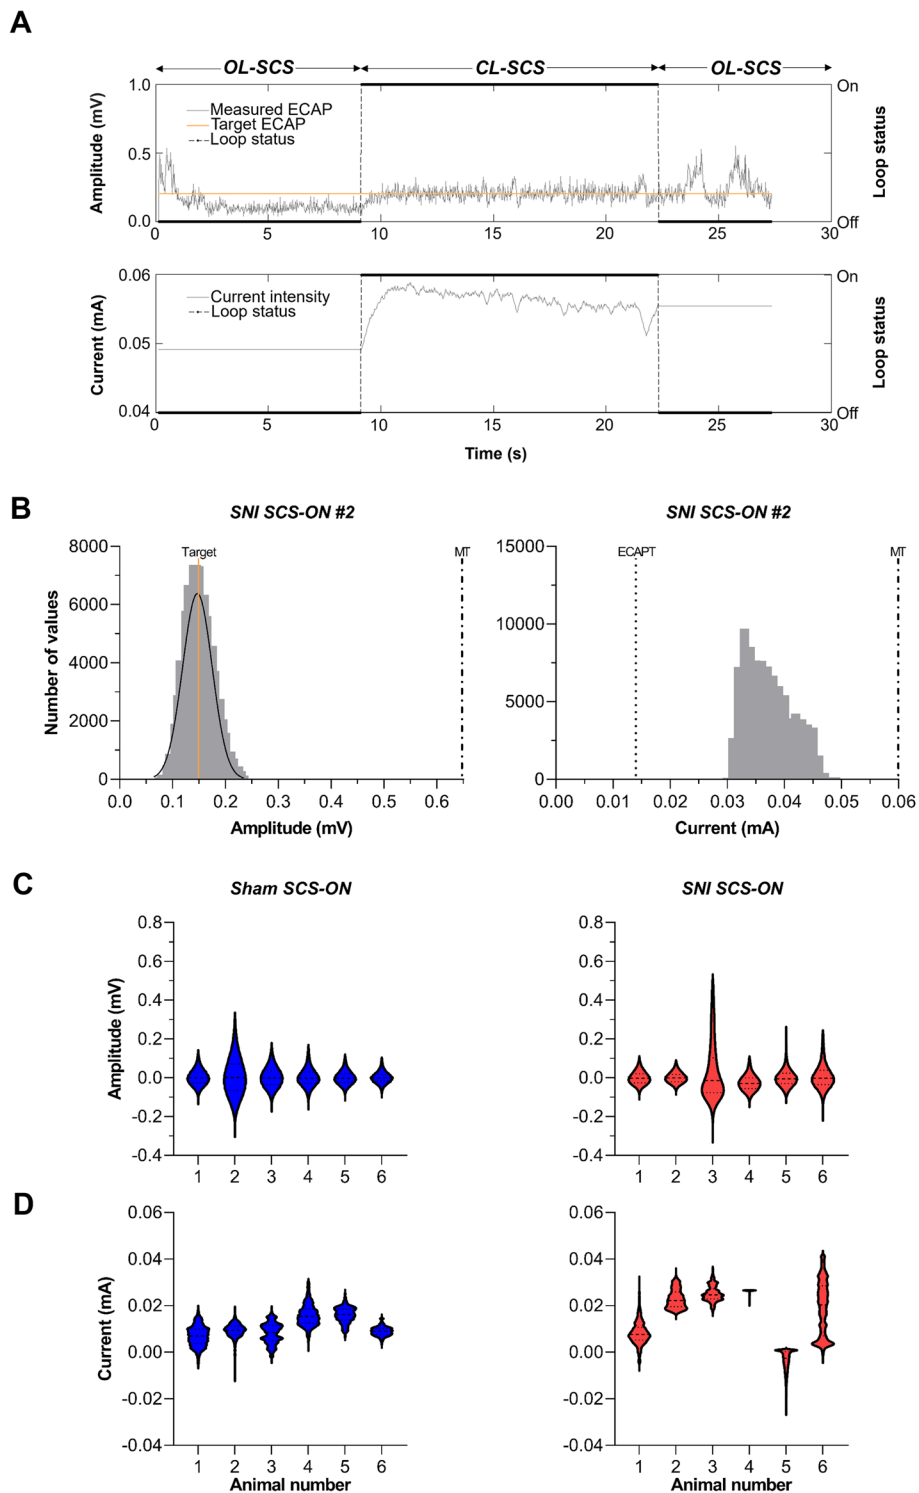 A
OL-SCS CL-SCS OL-SCS
1.0 On
Measured ECAP
Target ECAP
Loop status
0.5
0.0 Off
Amplitude (mV)
Loop status
0 5 10 15 20 25 30
0.06 On
Current intensity
Loop status
0.05
0.04 Off
Current (mA)
Loop status
0 5 10 15 20 25 30
Time (s)
B
SNI SCS-ON #2 SNI SCS-ON #2
Target MT
8000
6000
4000
2000
0
Number of values
0.0 0.1 0.2 0.3 0.4 0.5 0.6
Amplitude (mV)
ECAPT MT
15000
10000
5000
0
0.00 0.01 0.02 0.03 0.04 0.05 0.06
Current (mA)
C
Sham SCS-ON SNI SCS-ON
0.8
0.6
0.4
0.2
0.0
-0.2
-0.4
Amplitude (mV)
1 2 3 4 5 6
0.8
0.6
0.4
0.2
0.0
-0.2
-0.4
1 2 3 4 5 6
D
0.06
0.04
0.02
0.00
-0.02
-0.04
Current (mA)
1 2 3 4 5 6
Animal number
0.06
0.04
0.02
0.00
-0.02
-0.04
1 2 3 4 5 6
Animal number